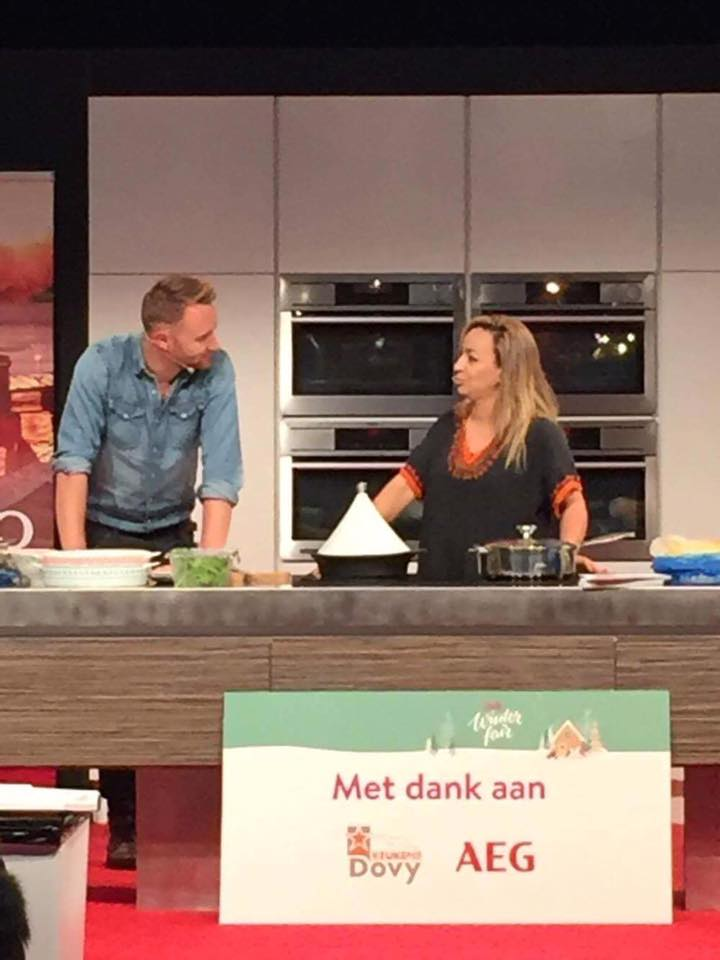 Winter
fair
Met dank aan
KEUKENS
Dovy
AEG